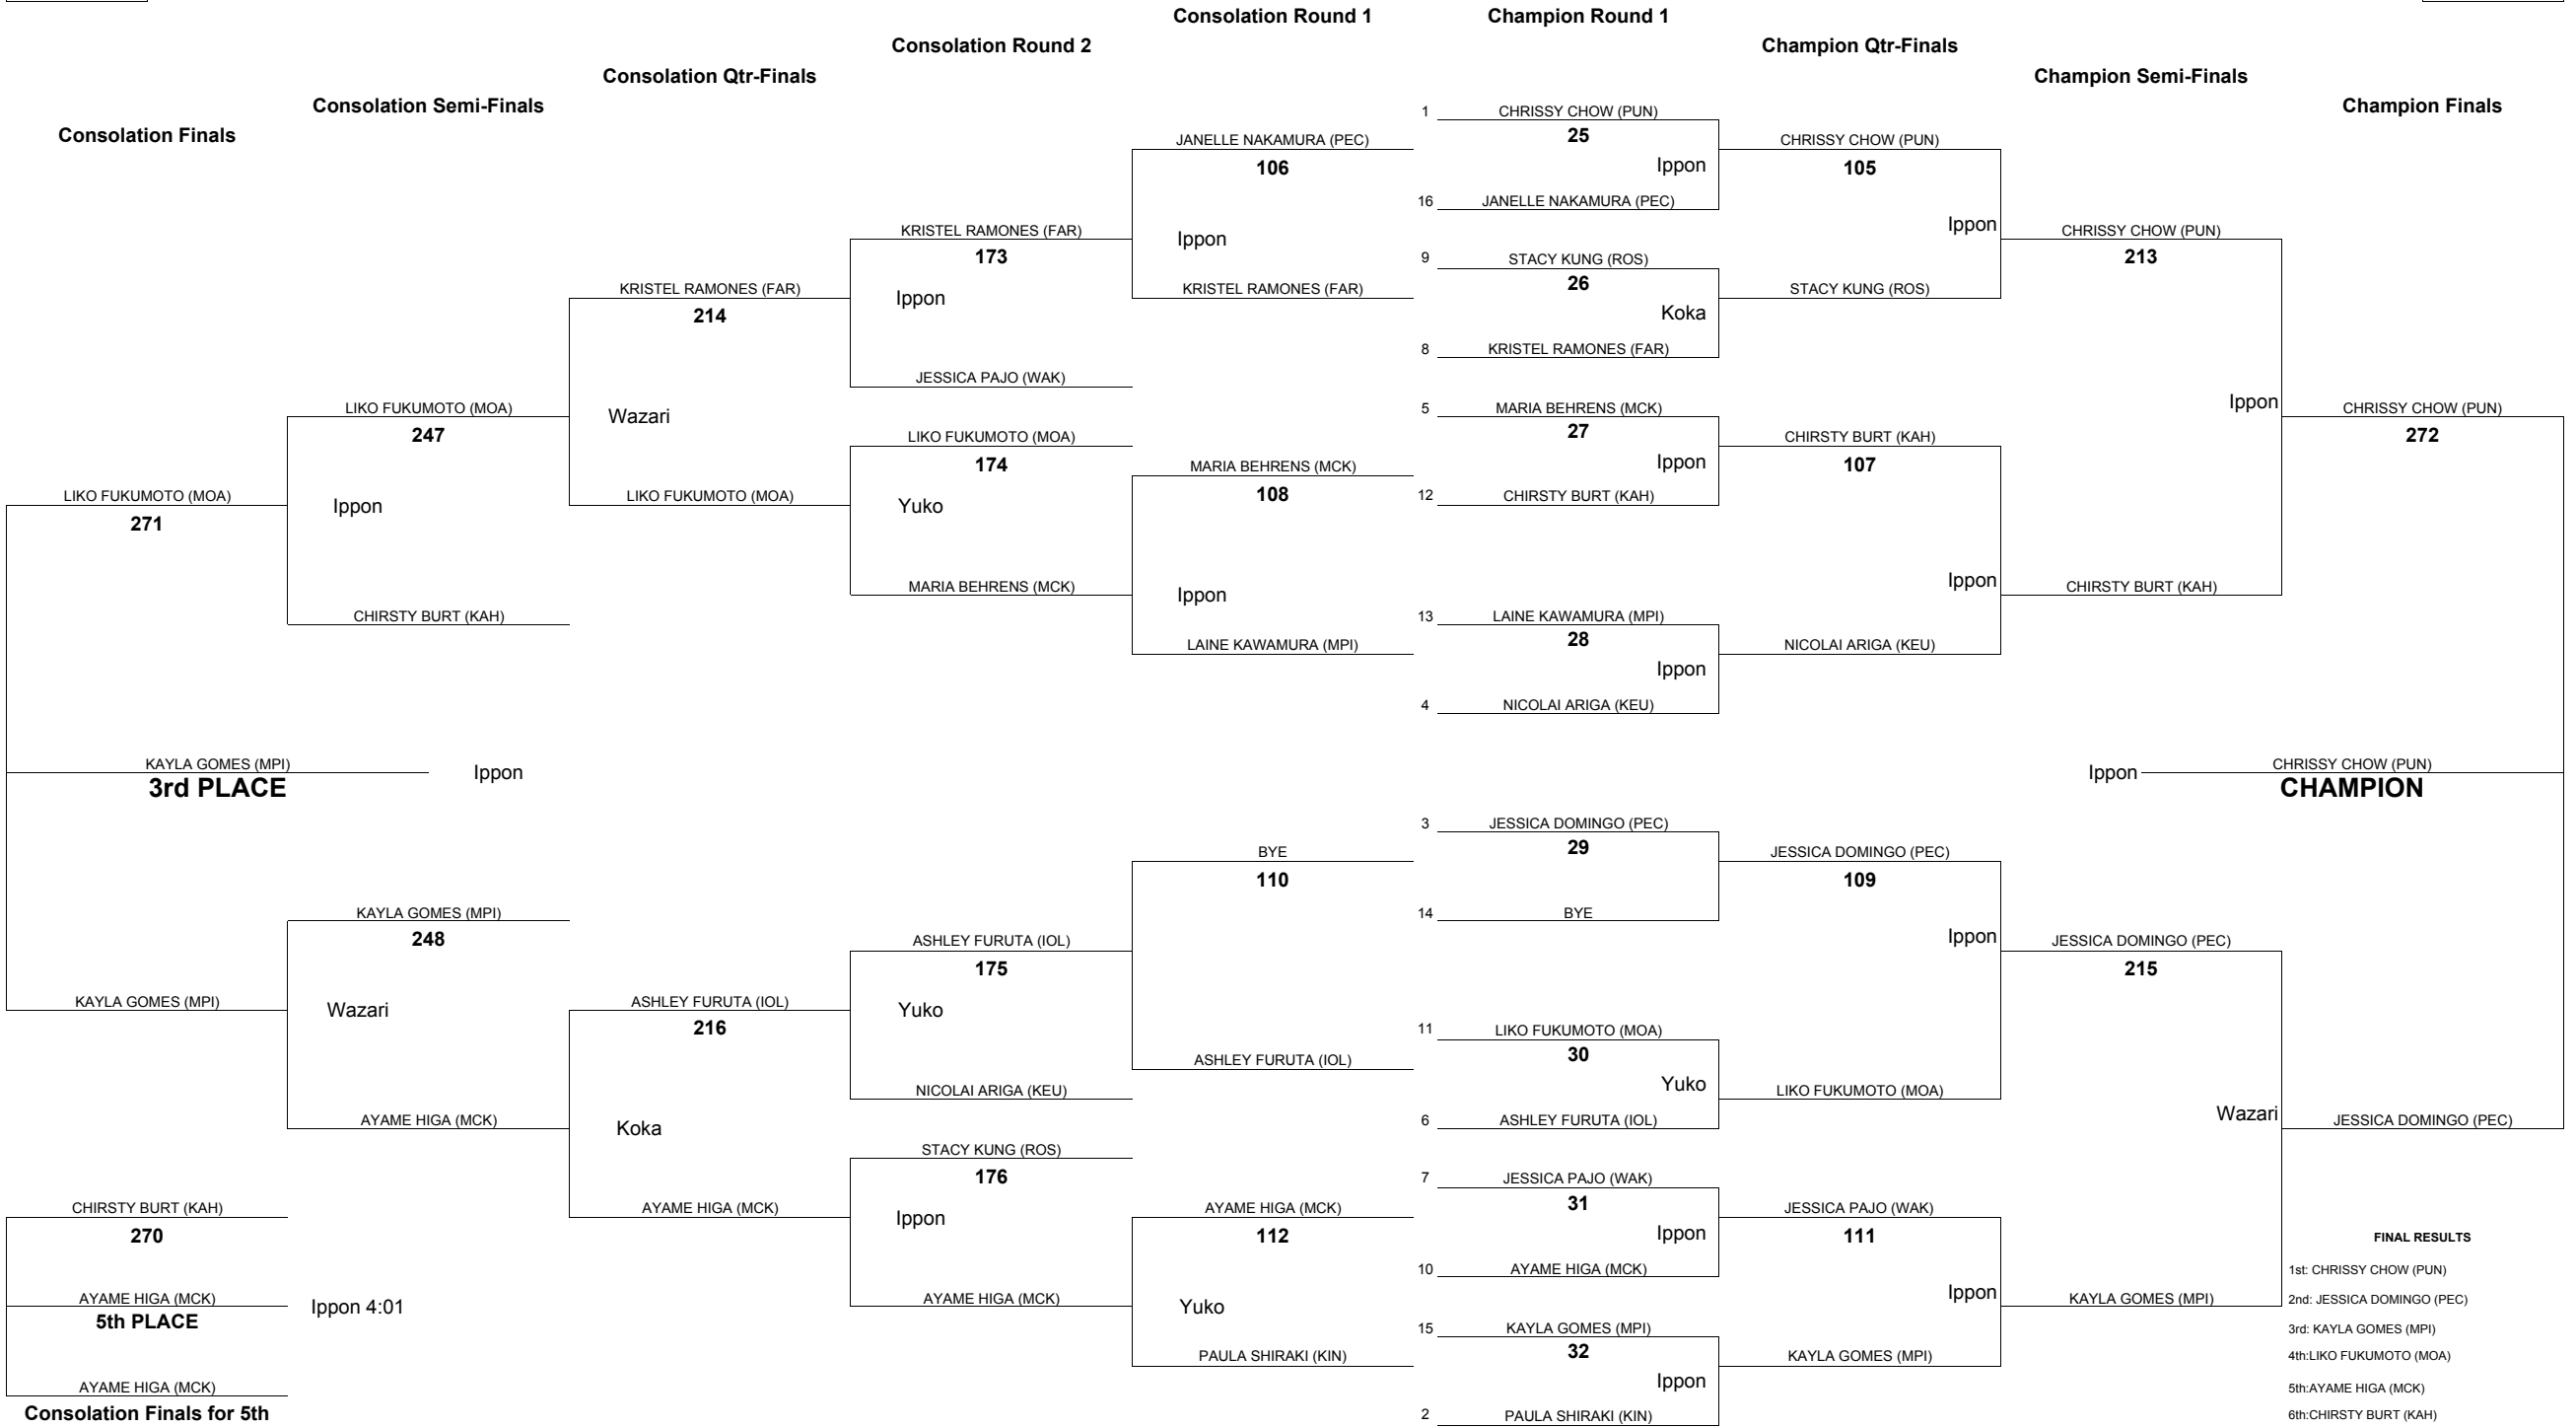 Consolation Round 1
Champion Round 1
Consolation Round 2
Champion Qtr-Finals
Consolation Qtr-Finals
Champion Semi-Finals
Consolation Semi-Finals
Champion Finals
Consolation Finals
1 CHRISSY CHOW (PUN)
25
Ippon
16 JANELLE NAKAMURA (PEC)
9 STACY KUNG (ROS)
26
Koka
8 KRISTEL RAMONES (FAR)
5 MARIA BEHRENS (MCK)
27
Ippon
12 CHIRSTY BURT (KAH)
13 LAINE KAWAMURA (MPI)
28
Ippon
4 NICOLAI ARIGA (KEU)
3 JESSICA DOMINGO (PEC)
29
14 BYE
11 LIKO FUKUMOTO (MOA)
30
Yuko
6 ASHLEY FURUTA (IOL)
7 JESSICA PAJO (WAK)
31
Ippon
10 AYAME HIGA (MCK)
15 KAYLA GOMES (MPI)
32
Ippon
2 PAULA SHIRAKI (KIN)
CHRISSY CHOW (PUN)
105
Ippon
STACY KUNG (ROS)
CHIRSTY BURT (KAH)
107
Ippon
NICOLAI ARIGA (KEU)
JESSICA DOMINGO (PEC)
109
Ippon
LIKO FUKUMOTO (MOA)
JESSICA PAJO (WAK)
111
Ippon
KAYLA GOMES (MPI)
CHRISSY CHOW (PUN)
213
Ippon
CHIRSTY BURT (KAH)
JESSICA DOMINGO (PEC)
215
Wazari
KAYLA GOMES (MPI)
CHRISSY CHOW (PUN)
272
Ippon
CHRISSY CHOW (PUN)
CHAMPION
JESSICA DOMINGO (PEC)
JANELLE NAKAMURA (PEC)
106
Ippon
KRISTEL RAMONES (FAR)
MARIA BEHRENS (MCK)
108
Ippon
LAINE KAWAMURA (MPI)
BYE
110
ASHLEY FURUTA (IOL)
AYAME HIGA (MCK)
112
Yuko
PAULA SHIRAKI (KIN)
KRISTEL RAMONES (FAR)
173
Ippon
JESSICA PAJO (WAK)
LIKO FUKUMOTO (MOA)
174
Yuko
MARIA BEHRENS (MCK)
ASHLEY FURUTA (IOL)
175
Yuko
NICOLAI ARIGA (KEU)
STACY KUNG (ROS)
176
Ippon
AYAME HIGA (MCK)
KRISTEL RAMONES (FAR)
214
Wazari
LIKO FUKUMOTO (MOA)
ASHLEY FURUTA (IOL)
216
Koka
AYAME HIGA (MCK)
LIKO FUKUMOTO (MOA)
247
Ippon
CHIRSTY BURT (KAH)
KAYLA GOMES (MPI)
248
Wazari
AYAME HIGA (MCK)
LIKO FUKUMOTO (MOA)
271
KAYLA GOMES (MPI)
3rd PLACE
Ippon
KAYLA GOMES (MPI)
CHIRSTY BURT (KAH)
270
AYAME HIGA (MCK)
5th PLACE
Ippon 4:01
AYAME HIGA (MCK)
Consolation Finals for 5th
FINAL RESULTS
1st: CHRISSY CHOW (PUN)
2nd: JESSICA DOMINGO (PEC)
3rd: KAYLA GOMES (MPI)
4th:LIKO FUKUMOTO (MOA)
5th:AYAME HIGA (MCK)
6th:CHIRSTY BURT (KAH)